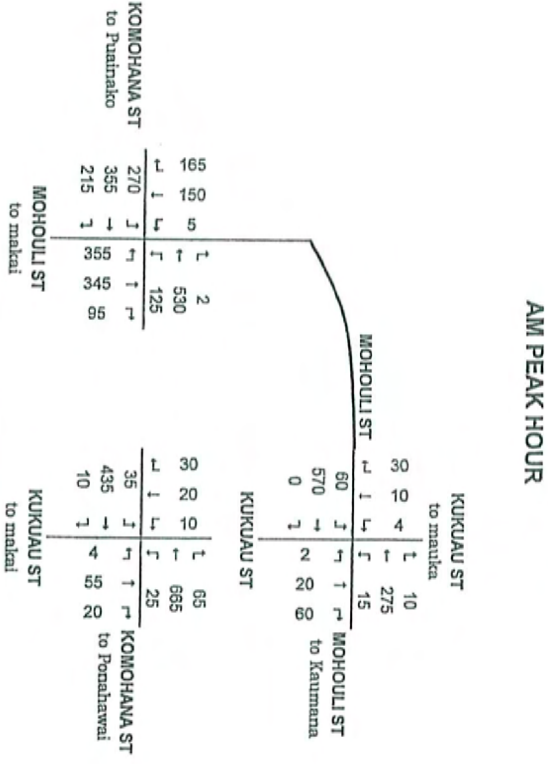 AM PEAK HOUR
KUKUAU ST
to mauka
MOHOULI ST
30 10 4
10
275
15
60
570
0
2 20 60
MOHOULI ST
to Kaumana
KUKUAU ST
KOMOHANA ST
to Puainako
165 150 5
2
530
125
270
355
215
355 345 95
MOHOULI ST
to makai
30 20 10
65
665
25
35
435
10
4 55 20
KOMOHANA ST
to Ponahawai
KUKUAU ST
to makai